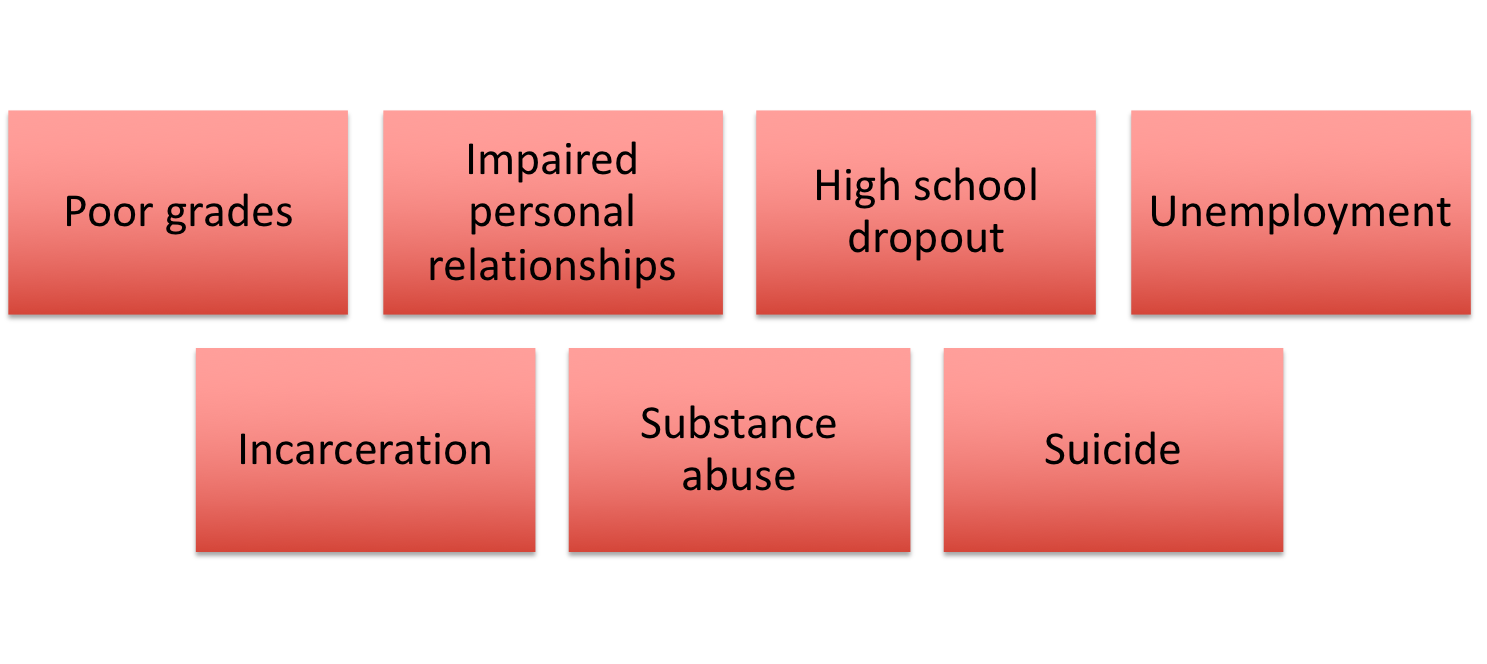 Poor grades
Impaired
personal
relationships
High school
dropout
Unemployment
Incarceration
Substance
abuse
Suicide